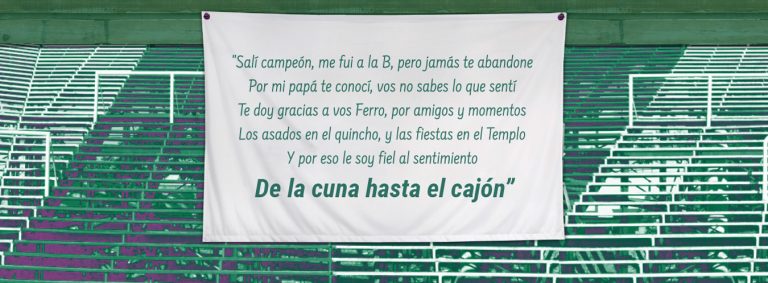 "Salí campeón, me fui a la B, pero jamás te abandone
Por mi papá te conocí, vos no sabes lo que sentí
Te doy gracias a vos Ferro, por amigos y momentos
Los asados en el quincho, y las fiestas en el Templo
Y por eso le soy fiel al sentimiento
De la cuna hasta el cajón”